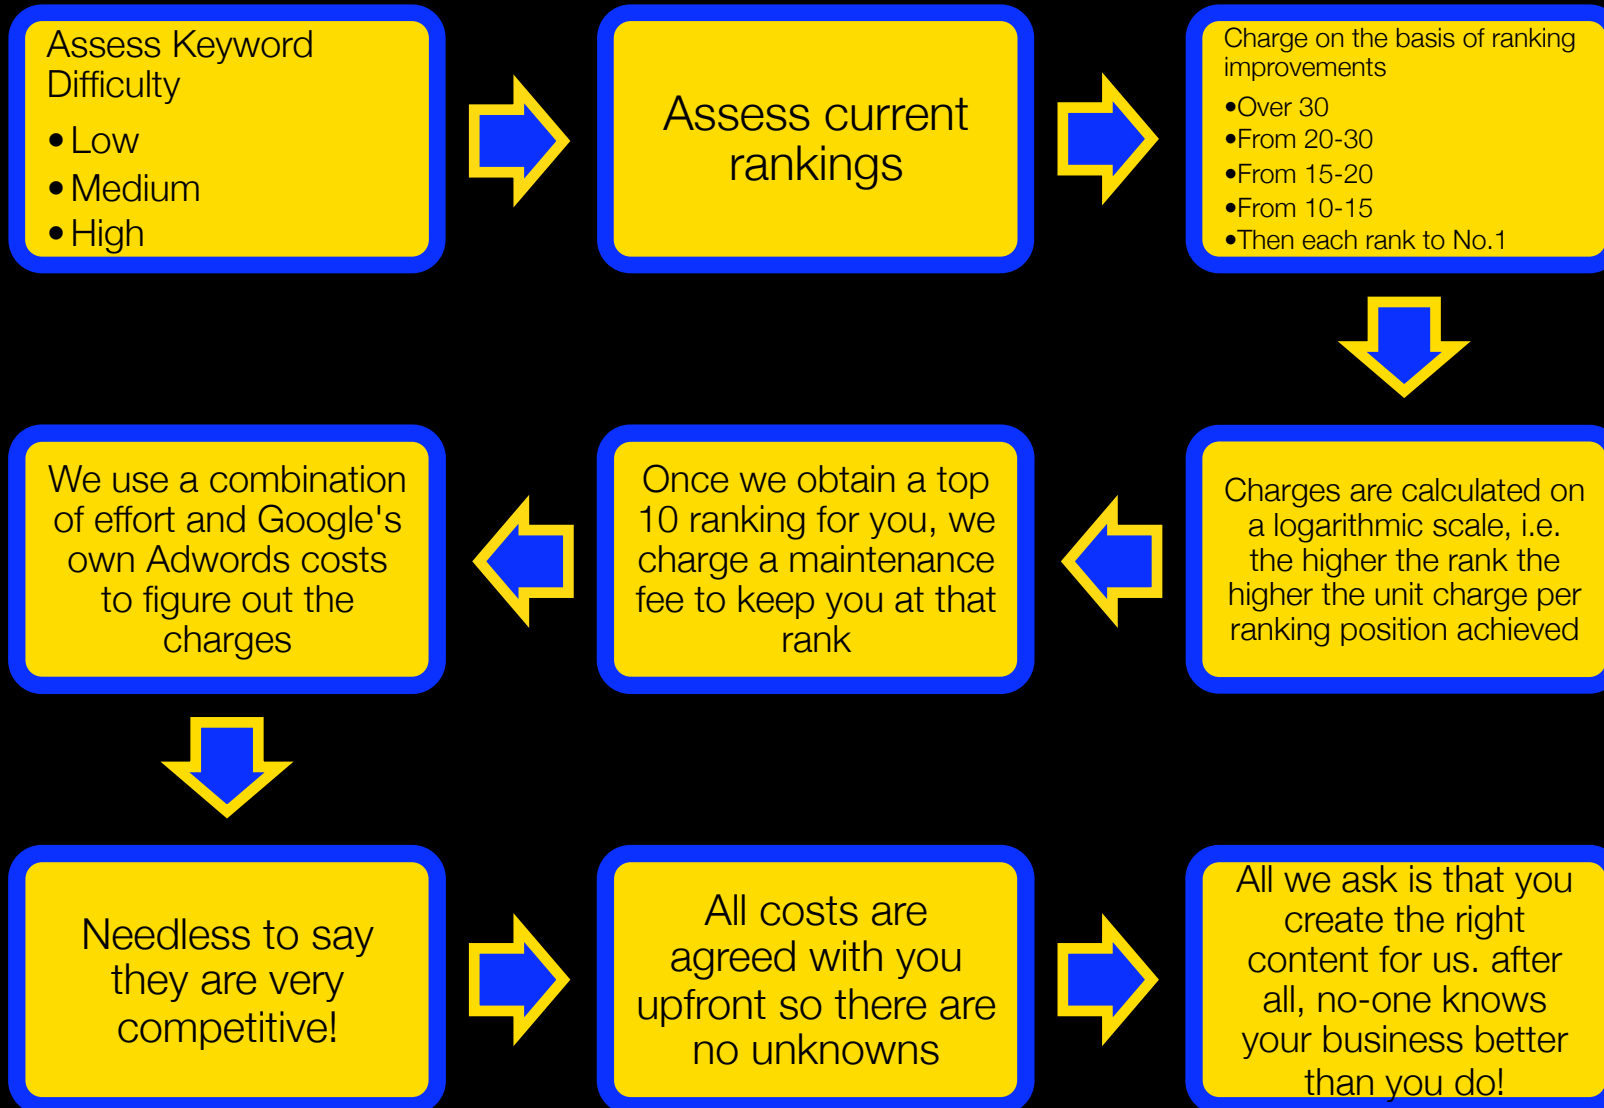 Assess Keyword
Difficulty
•Low
•Medium
•High
Assess current
rankings
Charge on the basis of ranking
improvements
•Over 30
•From 20-30
•From 15-20
•From 10-15
•Then each rank to No.1
Charges are calculated on
a logarithmic scale, i.e.
the higher the rank the
higher the unit charge per
ranking position achieved
Once we obtain a top
10 ranking for you, we
charge a maintenance
fee to keep you at that
rank
We use a combination
of effort and Google's
own Adwords costs
to figure out the
charges
Needless to say
they are very
competitive!
All costs are
agreed with you
upfront so there are
no unknowns
All we ask is that you
create the right
content for us. after
all, no-one knows
your business better
than you do!